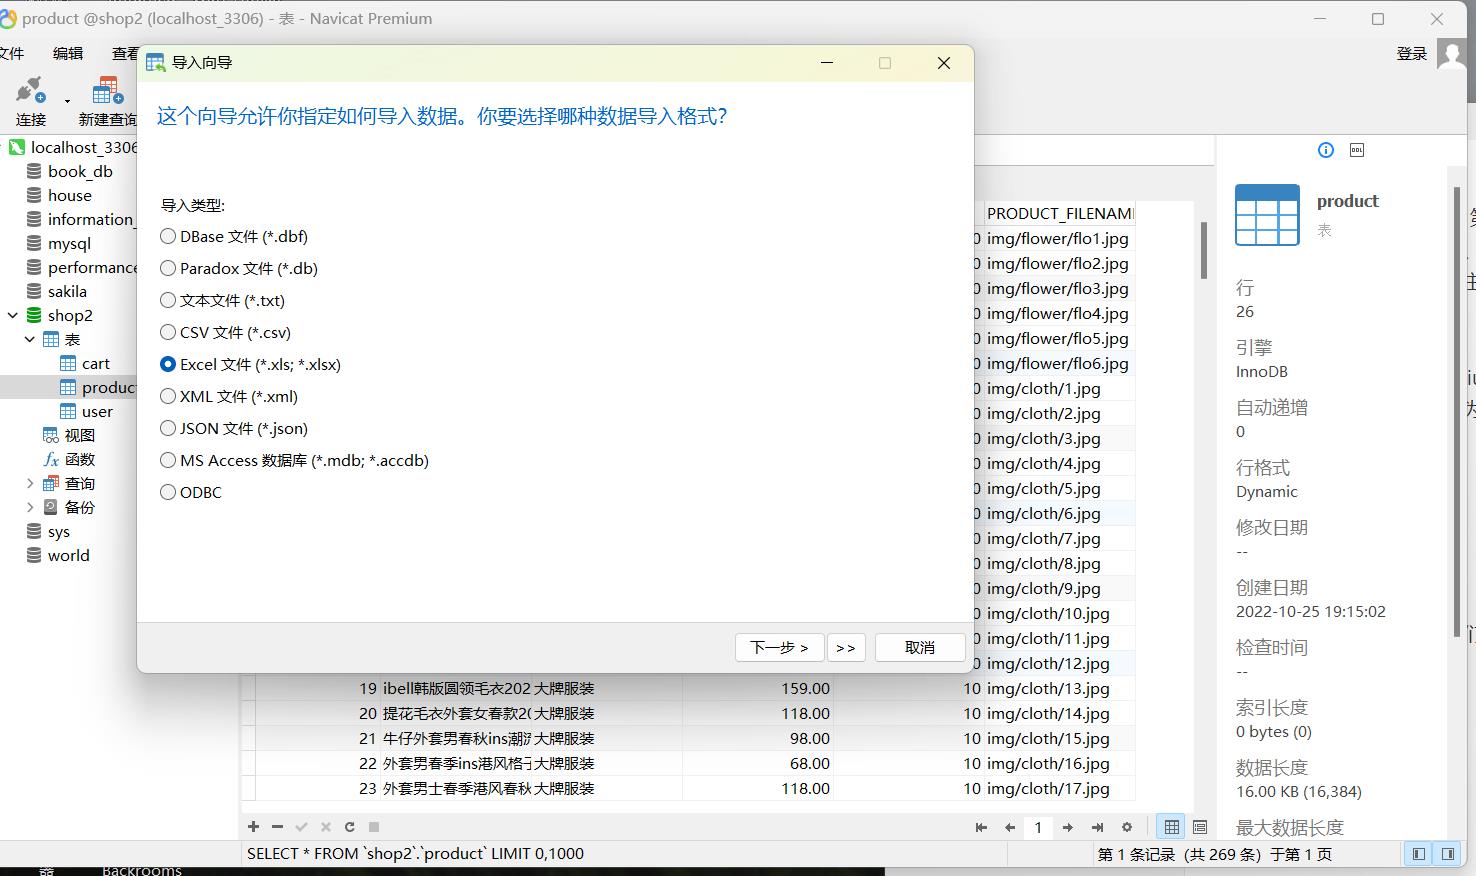 product @shop2 (localhost_3306) - 表 - Navicat Premium
文件 编辑 查看
登录
连接
新建查询
导入向导
这个向导允许你指定如何导入数据。你要选择哪种数据导入格式?
导入类型:
DBase 文件 (*.dbf)
Paradox 文件 (*.db)
文本文件 (*.txt)
CSV 文件 (*.csv)
Excel 文件 (*.xls; *.xlsx)
XML 文件 (*.xml)
JSON 文件 (*.json)
MS Access 数据库 (*.mdb; *.accdb)
ODBC
下一步 >
>>
取消
localhost_3306
book_db
house
information_
mysql
performance
sakila
shop2
表
cart
product
user
视图
函数
查询
备份
sys
world
PRODUCT_FILENAM
0 img/flower/flo1.jpg
0 img/flower/flo2.jpg
0 img/flower/flo3.jpg
0 img/flower/flo4.jpg
0 img/flower/flo5.jpg
0 img/flower/flo6.jpg
0 img/cloth/1.jpg
0 img/cloth/2.jpg
0 img/cloth/3.jpg
0 img/cloth/4.jpg
0 img/cloth/5.jpg
0 img/cloth/6.jpg
0 img/cloth/7.jpg
0 img/cloth/8.jpg
0 img/cloth/9.jpg
0 img/cloth/10.jpg
0 img/cloth/11.jpg
0 img/cloth/12.jpg
19 ibell韩版圆领毛衣202 大牌服装 159.00 10 img/cloth/13.jpg
20 提花毛衣外套女春款20 大牌服装 118.00 10 img/cloth/14.jpg
21 牛仔外套男春秋ins潮流 大牌服装 98.00 10 img/cloth/15.jpg
22 外套男春季ins港风格子 大牌服装 68.00 10 img/cloth/16.jpg
23 外套男士春季港风春秋 大牌服装 118.00 10 img/cloth/17.jpg
1
SELECT * FROM `shop2`.`product` LIMIT 0,1000
第 1 条记录 (共 269 条) 于第 1 页
DDL
product
表
行
26
引擎
InnoDB
自动递增
0
行格式
Dynamic
修改日期
--
创建日期
2022-10-25 19:15:02
检查时间
--
索引长度
0 bytes (0)
数据长度
16.00 KB (16,384)
最大数据长度
Backrooms